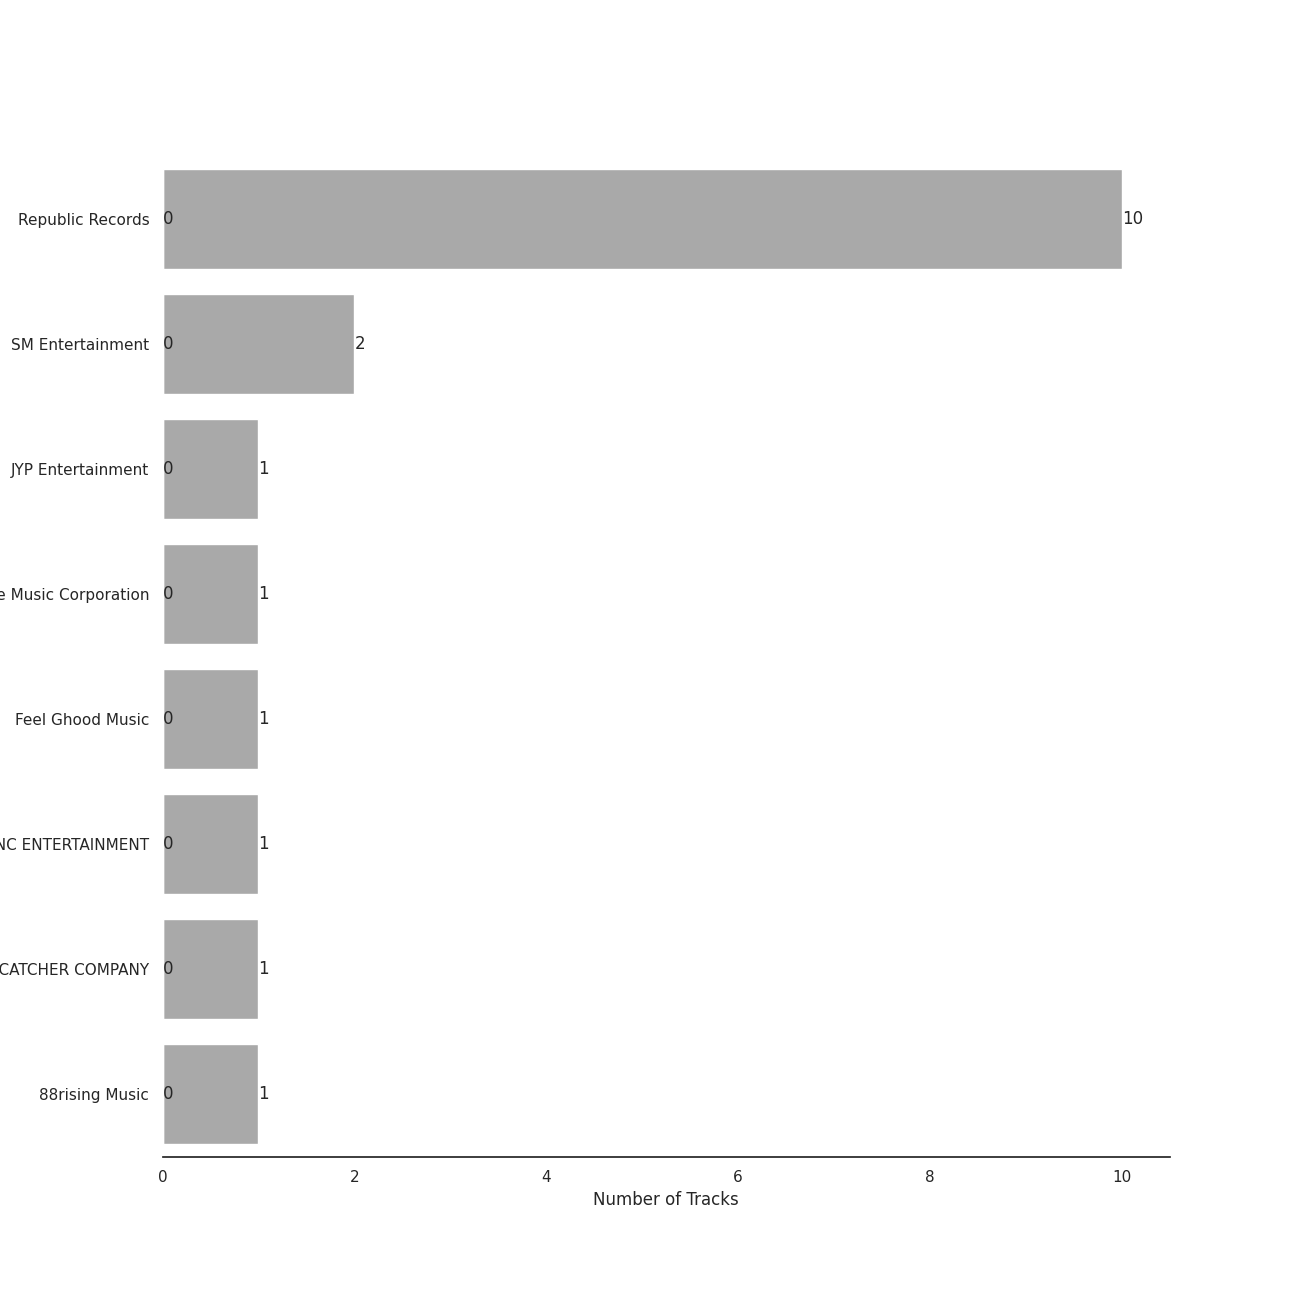 Republic Records 0 10
SM Entertainment 0 2
JYP Entertainment 0 1
Music Corporation 0 1
Feel Ghood Music 0 1
ENTERTAINMENT 0 1
CATCHER COMPANY 0 1
88rising Music 0 1
0 2 4 6 8 10
Number of Tracks